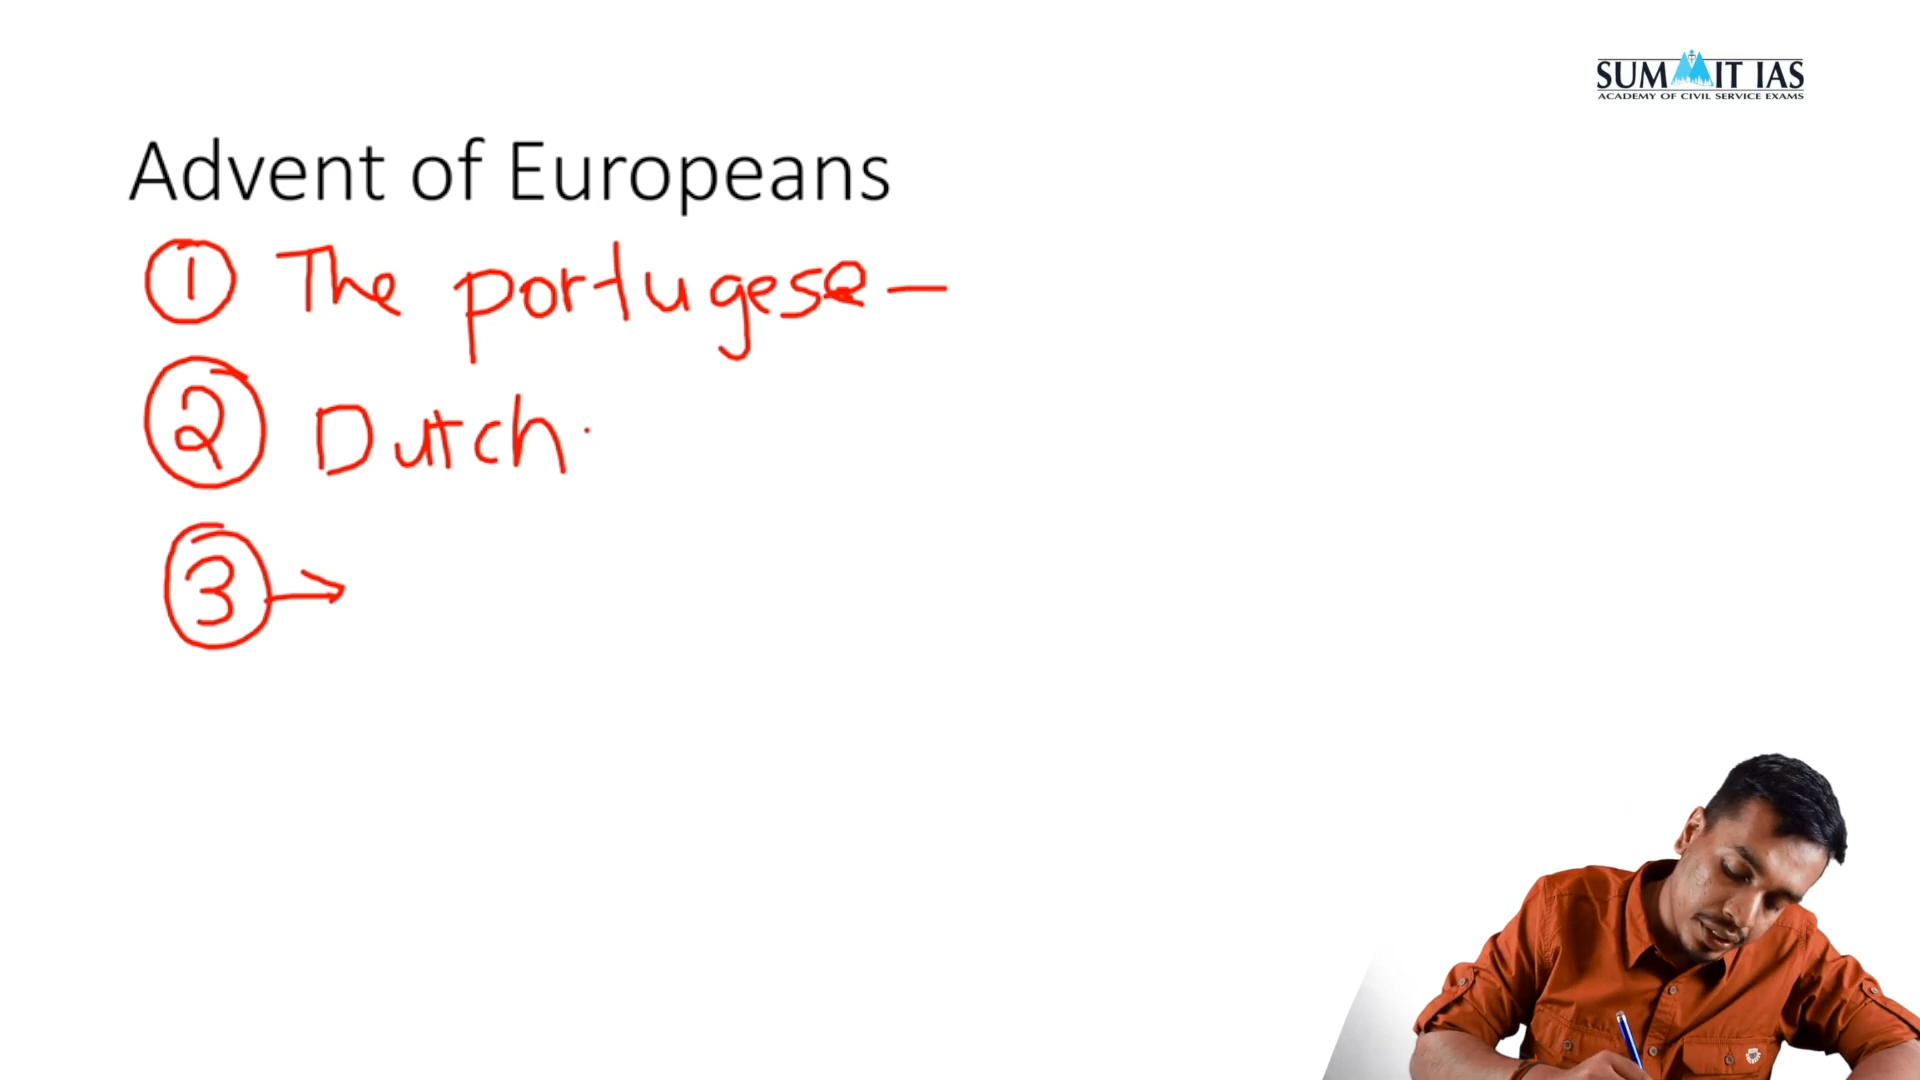 SUMMIT IAS
ACADEMY OF CIVIL SERVICE EXAMS
Advent of Europeans
① The portugese —
② Dutch ·
③ →